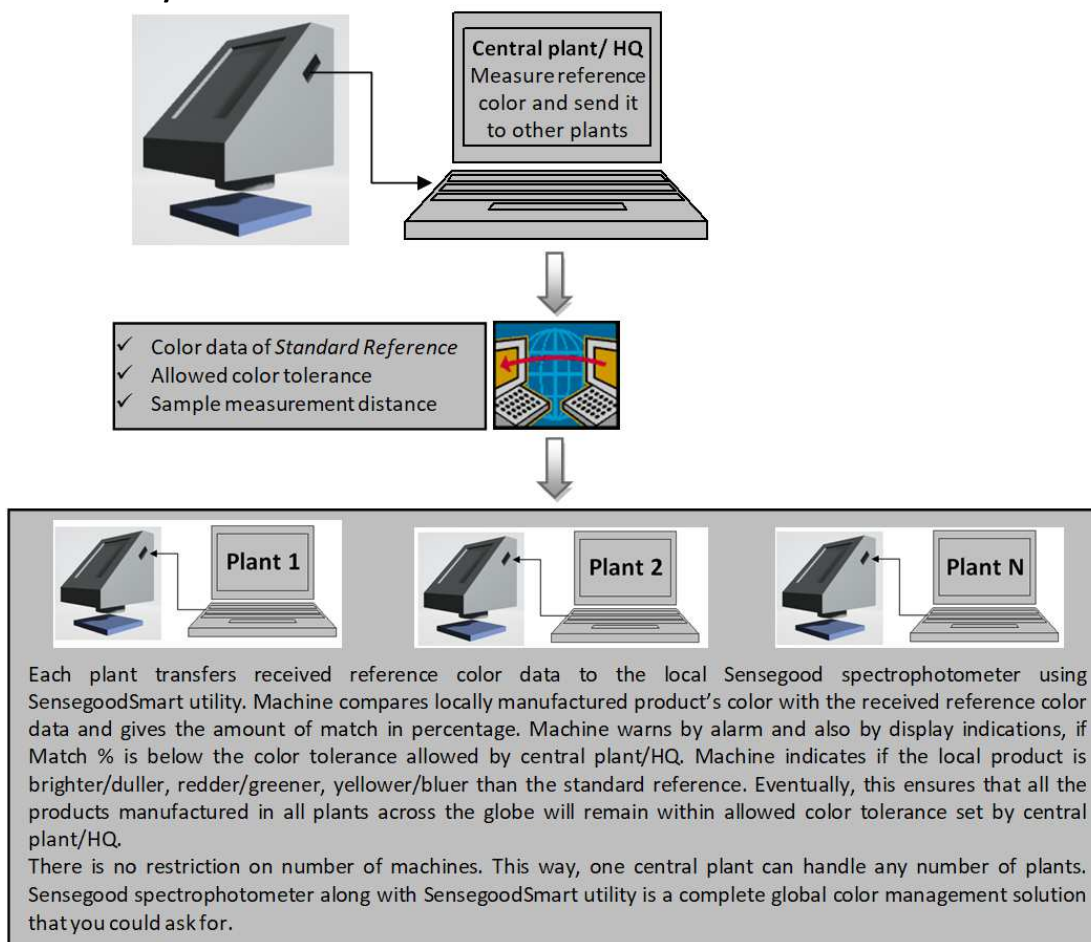 Central plant/ HQ
Measure reference
color and send it
to other plants
✓ Color data of Standard Reference
✓ Allowed color tolerance
✓ Sample measurement distance
Plant 1
Plant 2
Plant N
Each plant transfers received reference color data to the local Sensegood spectrophotometer using
SensegoodSmart utility. Machine compares locally manufactured product’s color with the received reference color
data and gives the amount of match in percentage. Machine warns by alarm and also by display indications, if
Match % is below the color tolerance allowed by central plant/HQ. Machine indicates if the local product is
brighter/duller, redder/greener, yellower/bluer than the standard reference. Eventually, this ensures that all the
products manufactured in all plants across the globe will remain within allowed color tolerance set by central
plant/HQ.
There is no restriction on number of machines. This way, one central plant can handle any number of plants.
Sensegood spectrophotometer along with SensegoodSmart utility is a complete global color management solution
that you could ask for.